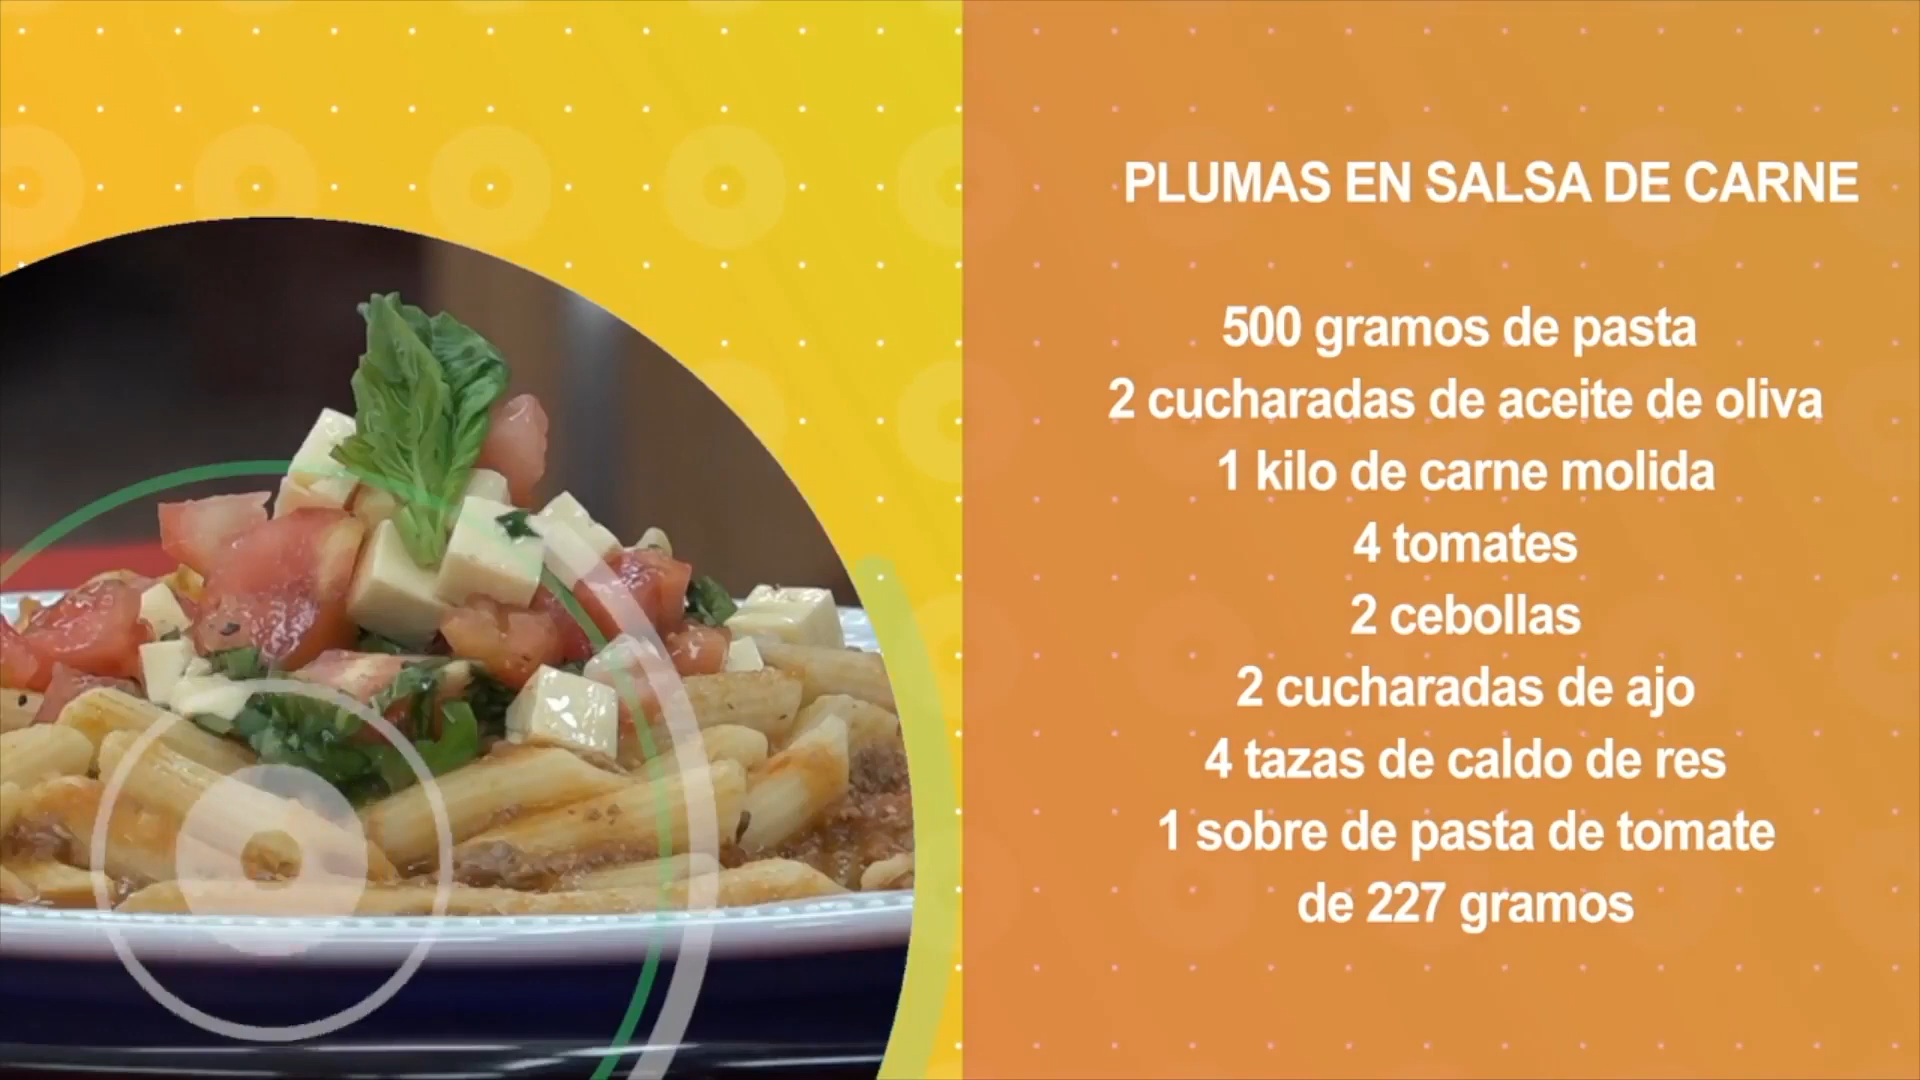 PLUMAS EN SALSA DE CARNE
500 gramos de pasta
2 cucharadas de aceite de oliva
1 kilo de carne molida
4 tomates
2 cebollas
2 cucharadas de ajo
4 tazas de caldo de res
1 sobre de pasta de tomate
de 227 gramos